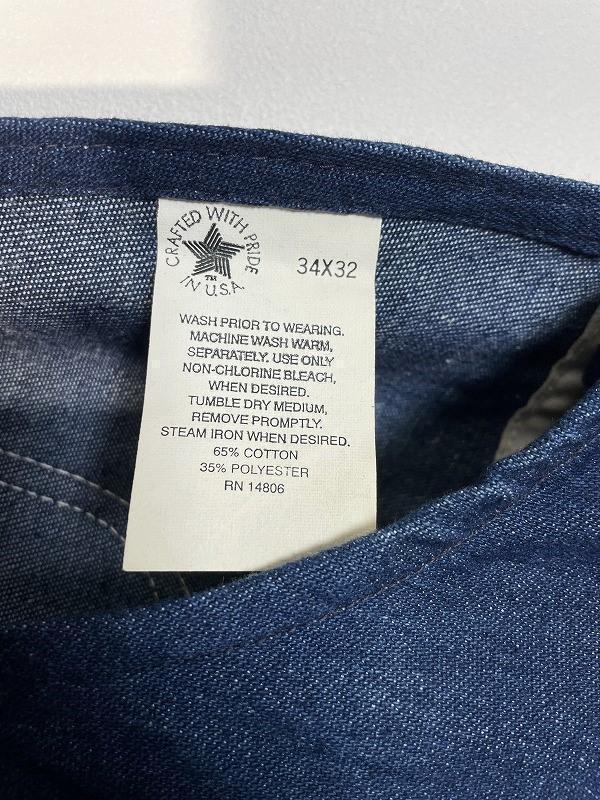 CRAFTED WITH PRIDE
IN U.S.A.
TM
34X32
WASH PRIOR TO WEARING.
MACHINE WASH WARM,
SEPARATELY. USE ONLY
NON-CHLORINE BLEACH,
WHEN DESIRED.
TUMBLE DRY MEDIUM,
REMOVE PROMPTLY.
STEAM IRON WHEN DESIRED.
65% COTTON
35% POLYESTER
RN 14806